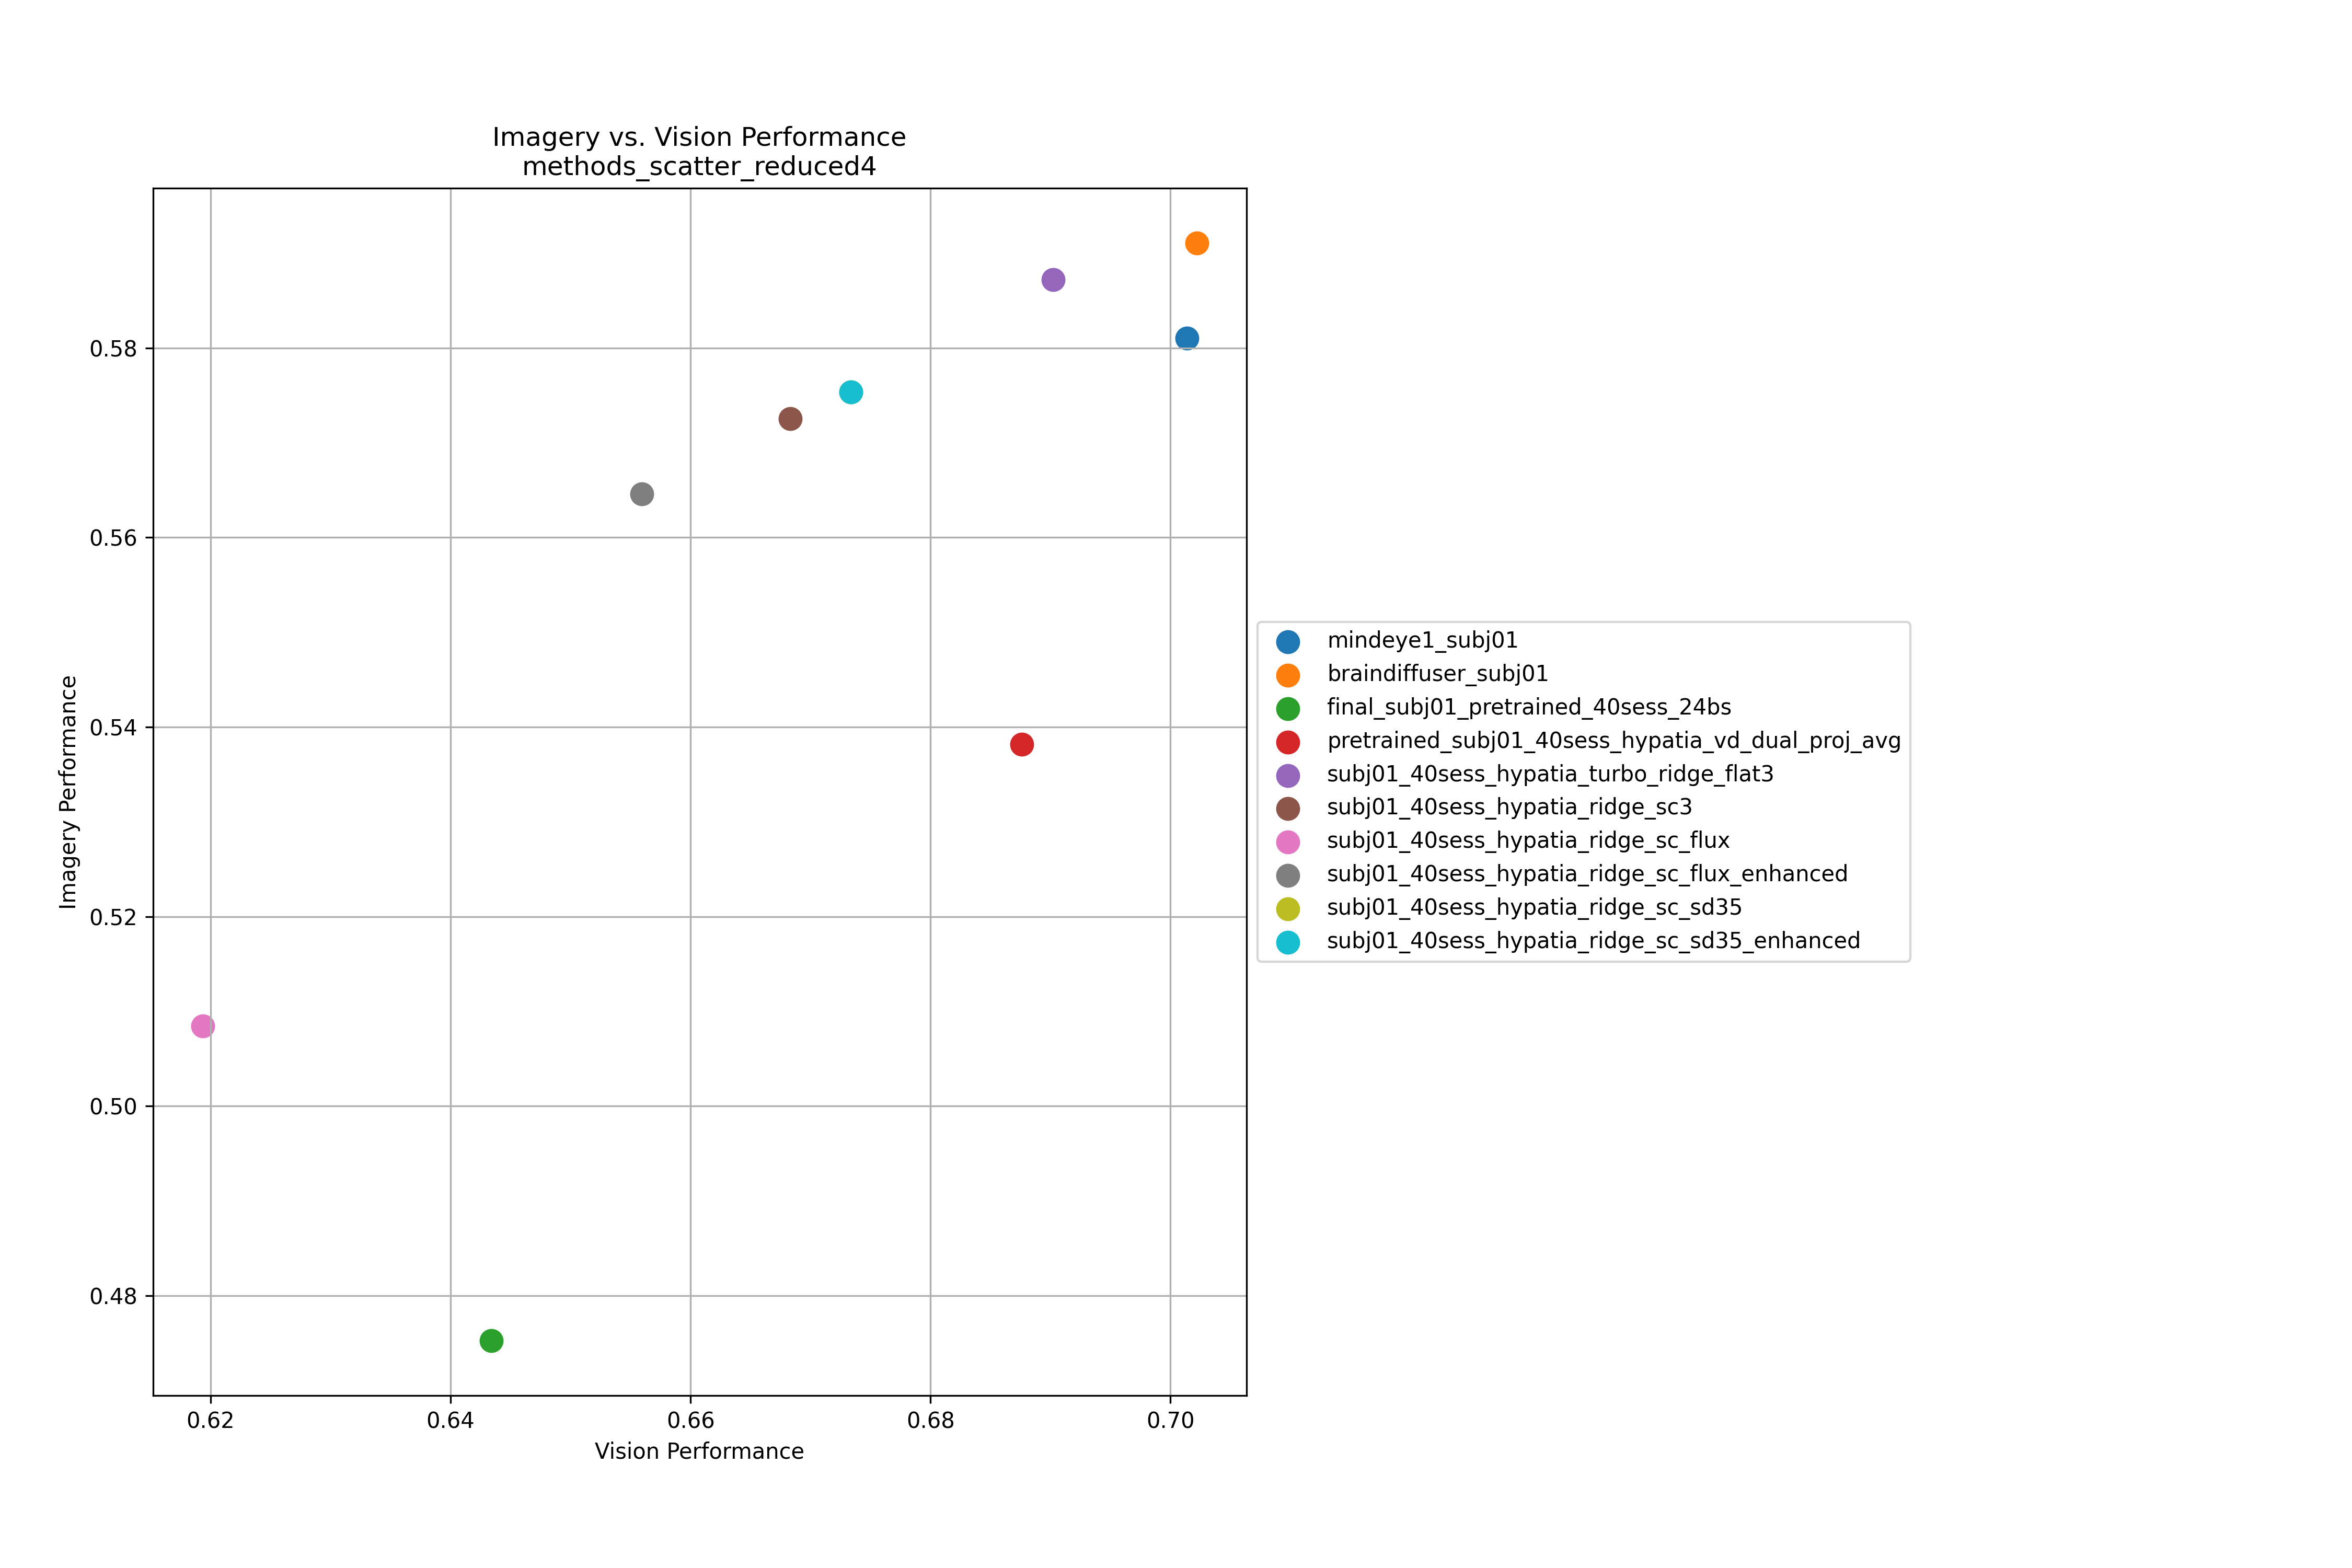 Imagery vs. Vision Performance
methods_scatter_reduced4
Imagery Performance
0.58
0.56
0.54
0.52
0.50
0.48
0.62
0.64
0.66
0.68
0.70
Vision Performance
mindeye1_subj01
braindiffuser_subj01
final_subj01_pretrained_40sess_24bs
pretrained_subj01_40sess_hypatia_vd_dual_proj_avg
subj01_40sess_hypatia_turbo_ridge_flat3
subj01_40sess_hypatia_ridge_sc3
subj01_40sess_hypatia_ridge_sc_flux
subj01_40sess_hypatia_ridge_sc_flux_enhanced
subj01_40sess_hypatia_ridge_sc_sd35
subj01_40sess_hypatia_ridge_sc_sd35_enhanced